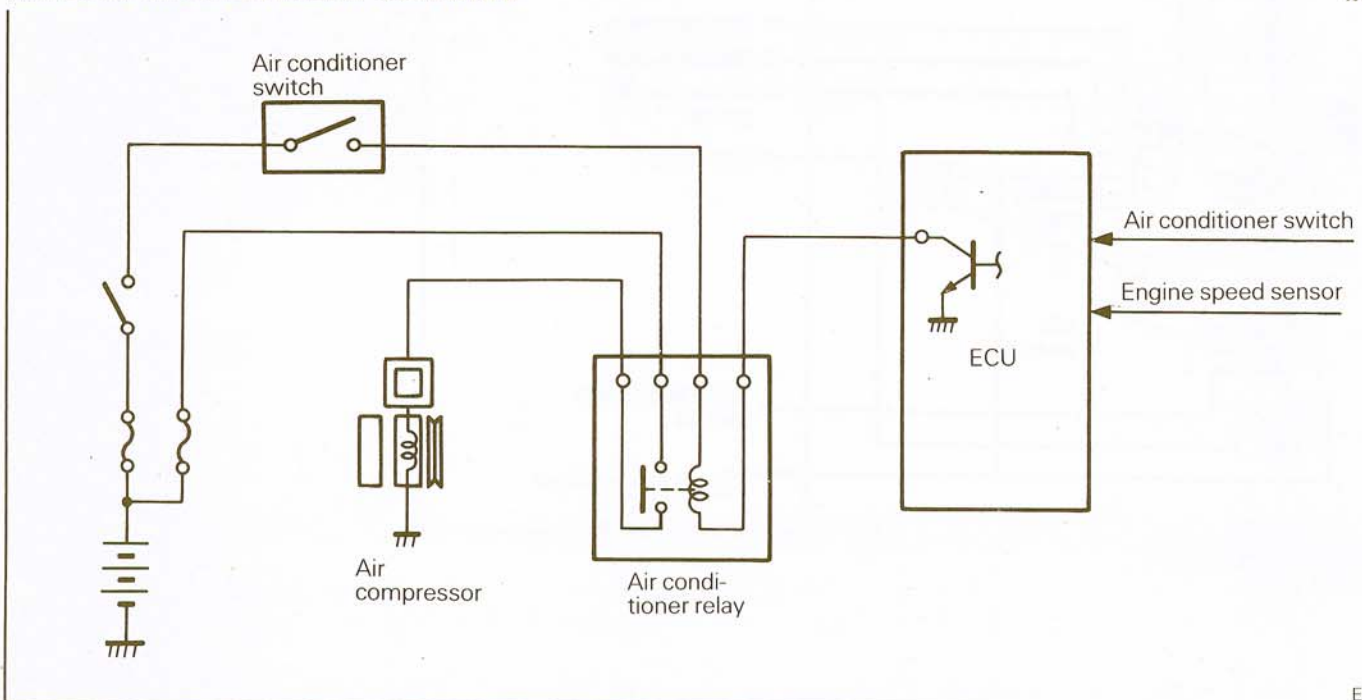 Air conditioner
switch
Air conditioner switch
Engine speed sensor
ECU
Air
compressor
Air condi-
tioner relay
E